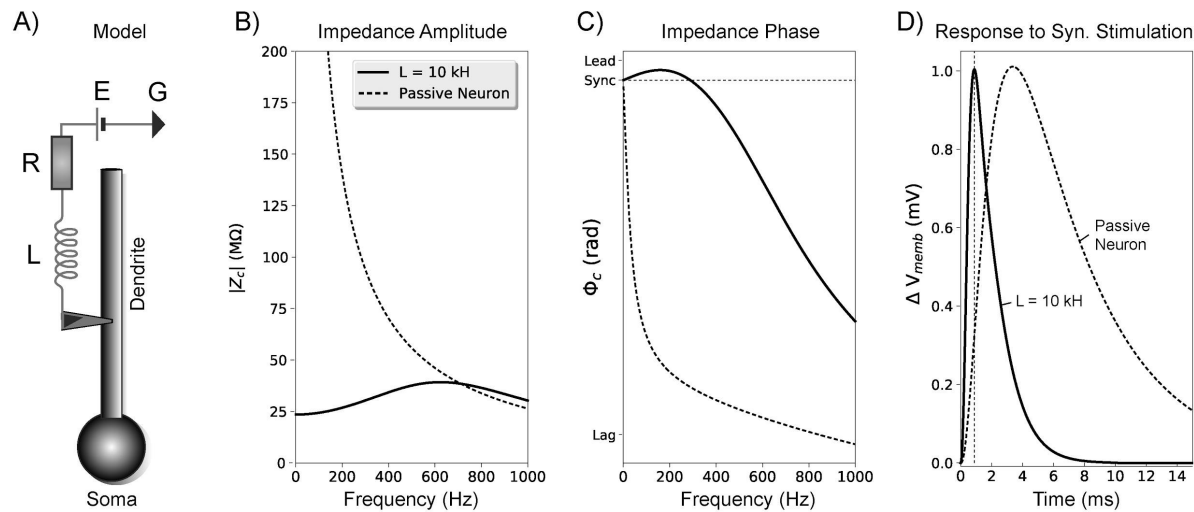 A)
Model
E
G
R
L
Dendrite
Soma
B)
Impedance Amplitude
L = 10 kH
Passive Neuron
|Zc| (MΩ)
200
175
150
125
100
75
50
25
0
0 200 400 600 800 1000
Frequency (Hz)
C)
Impedance Phase
Lead
Sync
Φc (rad)
Lag
0 200 400 600 800 1000
Frequency (Hz)
D)
Response to Syn. Stimulation
Δ Vmemb (mV)
1.0
0.8
0.6
0.4
0.2
0.0
Passive
Neuron
L = 10 kH
0 2 4 6 8 10 12 14
Time (ms)